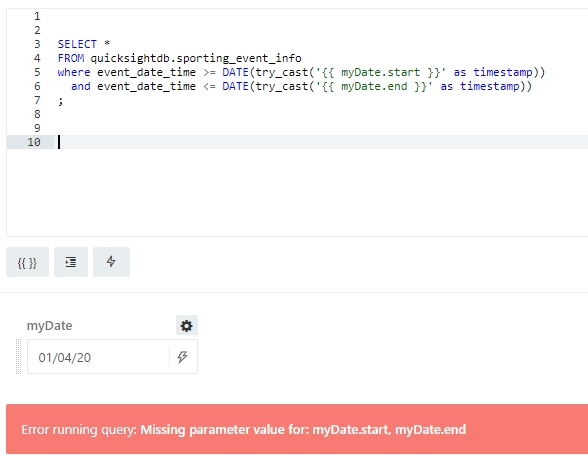 1
2
3 SELECT *
4 FROM quicksightdb.sporting_event_info
5 where event_date_time >= DATE(try_cast('{{ myDate.start }}' as timestamp))
6 and event_date_time <= DATE(try_cast('{{ myDate.end }}' as timestamp))
7 ;
8
9
10
{{ }}
myDate
01/04/20
Error running query: Missing parameter value for: myDate.start, myDate.end